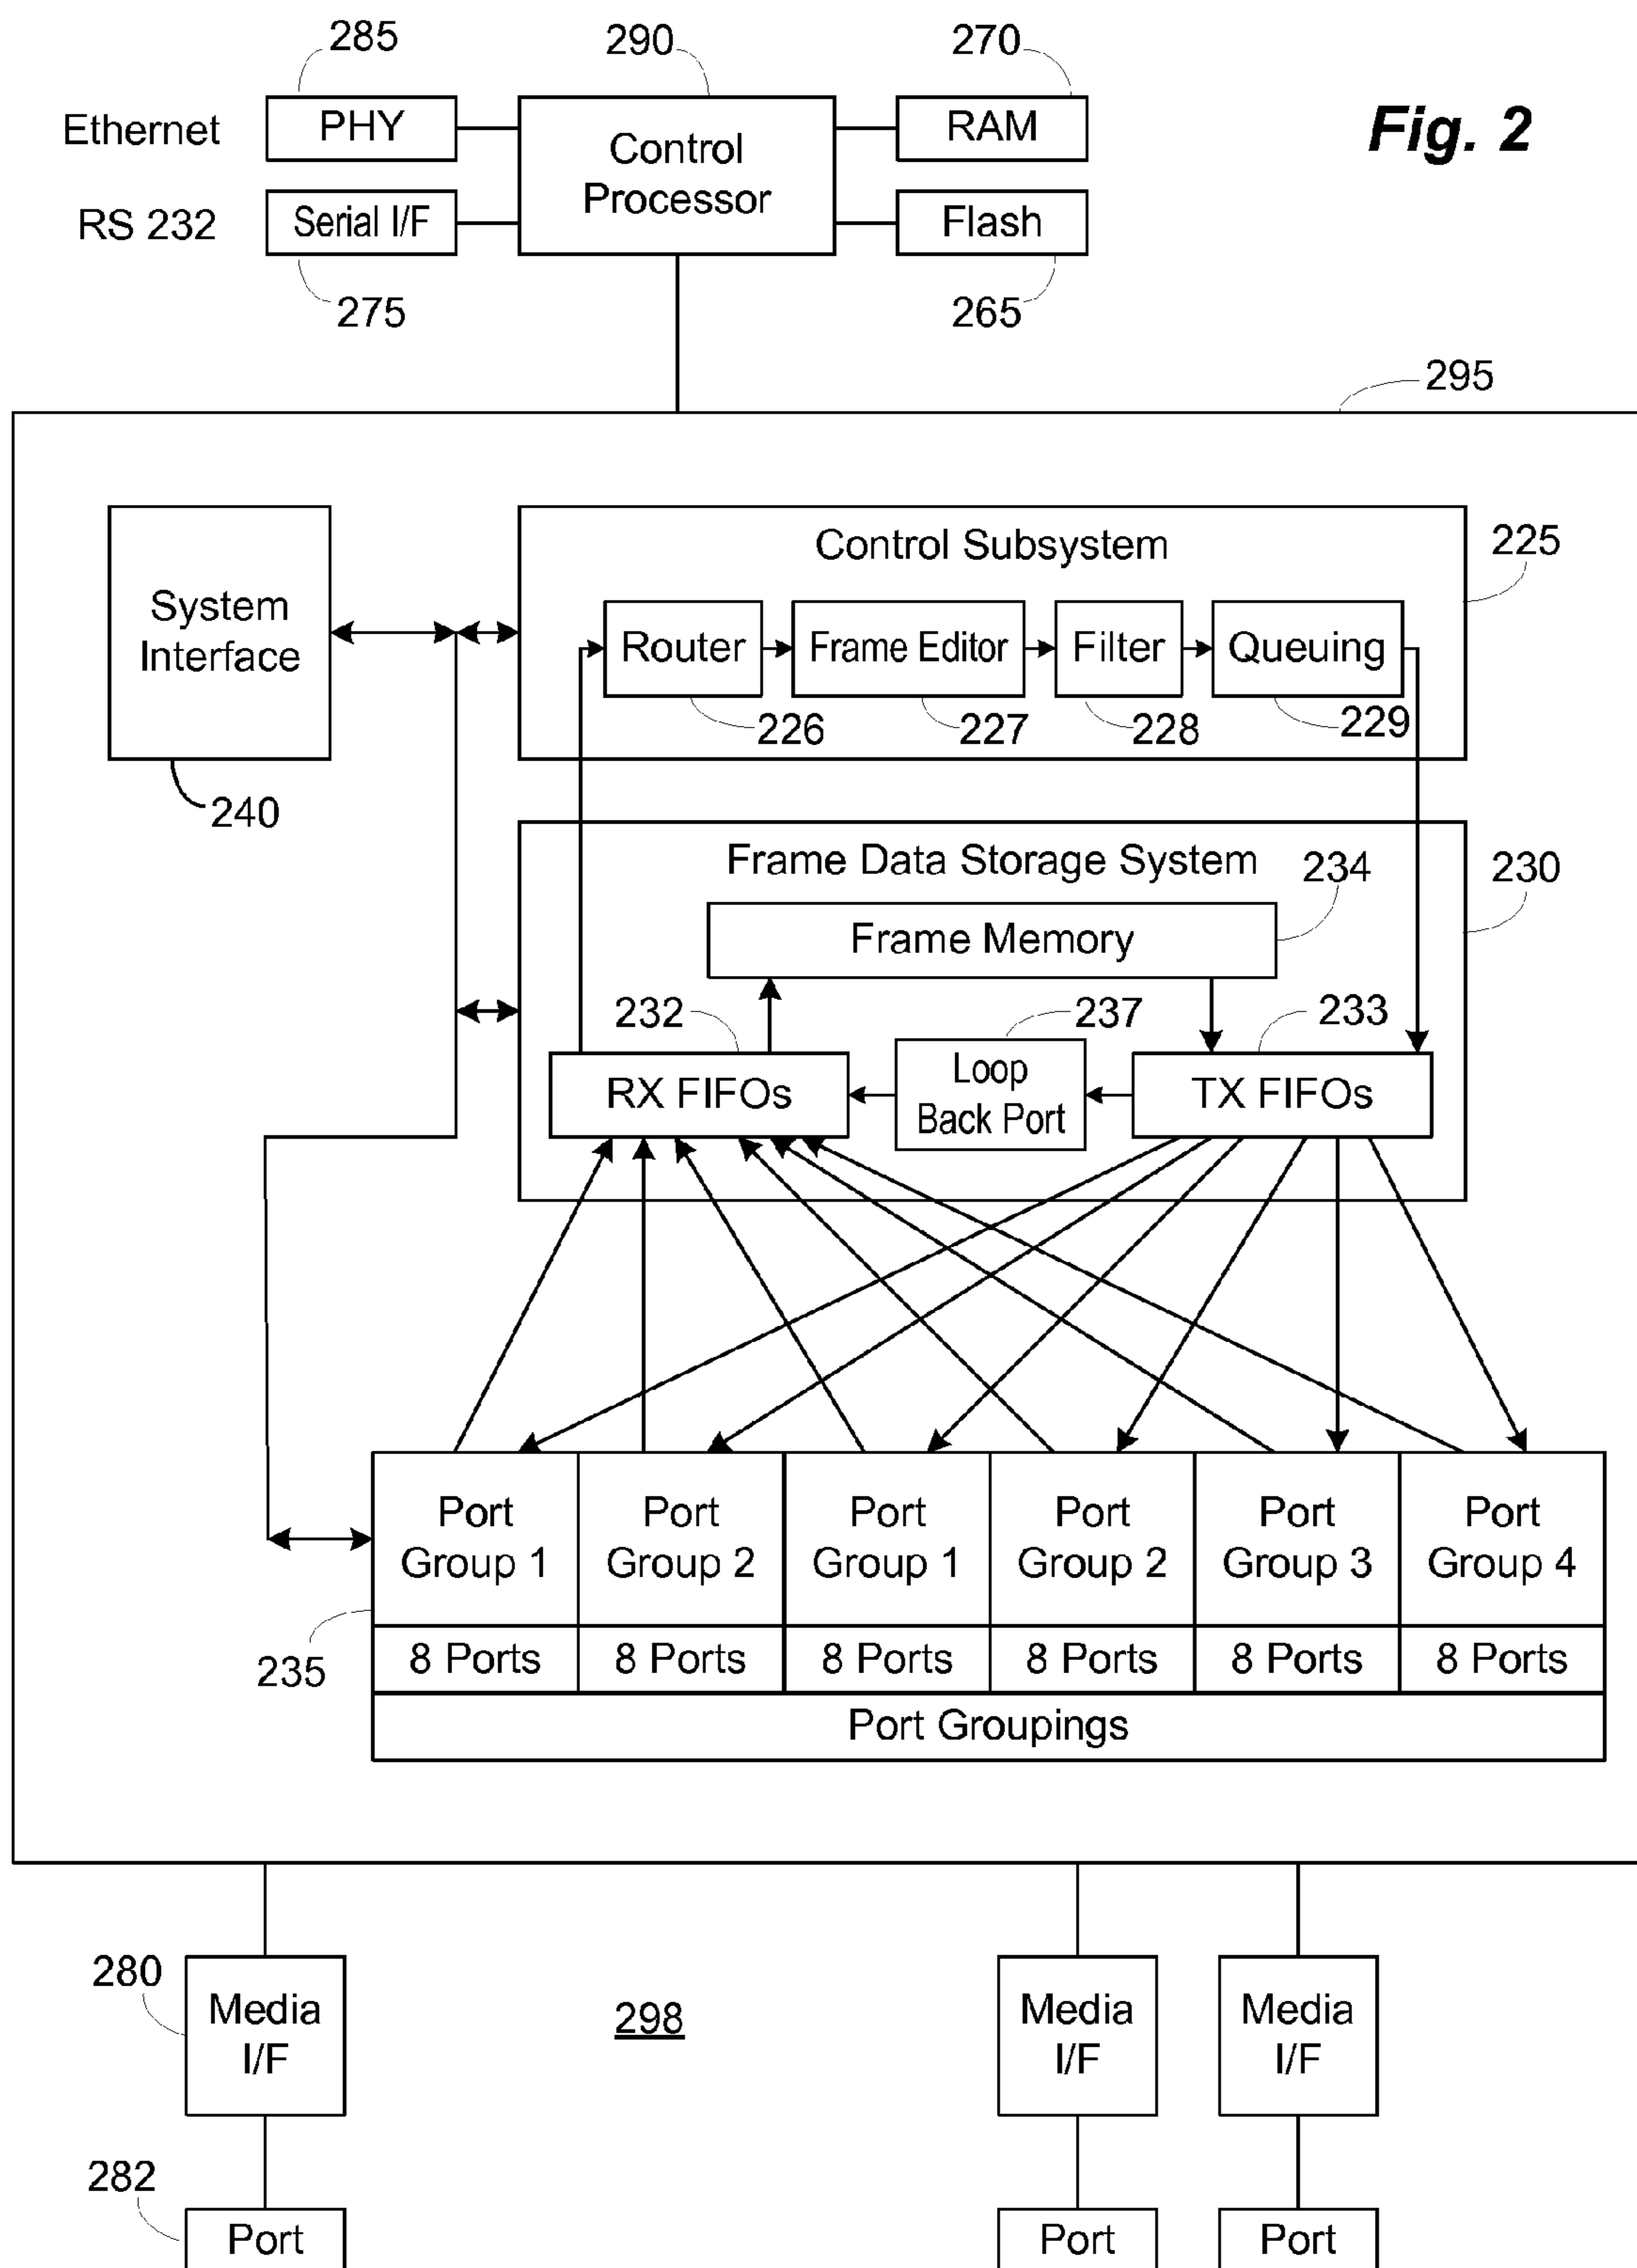 285
290
270
Fig. 2
Ethernet
PHY
Control
Processor
RAM
RS 232
Serial I/F
Flash
275
265
295
System
Interface
240
Control Subsystem
225
Router
Frame Editor
Filter
Queuing
226
227
228
229
Frame Data Storage System
234
230
Frame Memory
232
237
233
RX FIFOs
Loop
Back Port
TX FIFOs
Port
Group 1
Port
Group 2
Port
Group 1
Port
Group 2
Port
Group 3
Port
Group 4
235
8 Ports
8 Ports
8 Ports
8 Ports
8 Ports
8 Ports
Port Groupings
280
Media
I/F
298
Media
I/F
Media
I/F
282
Port
Port
Port